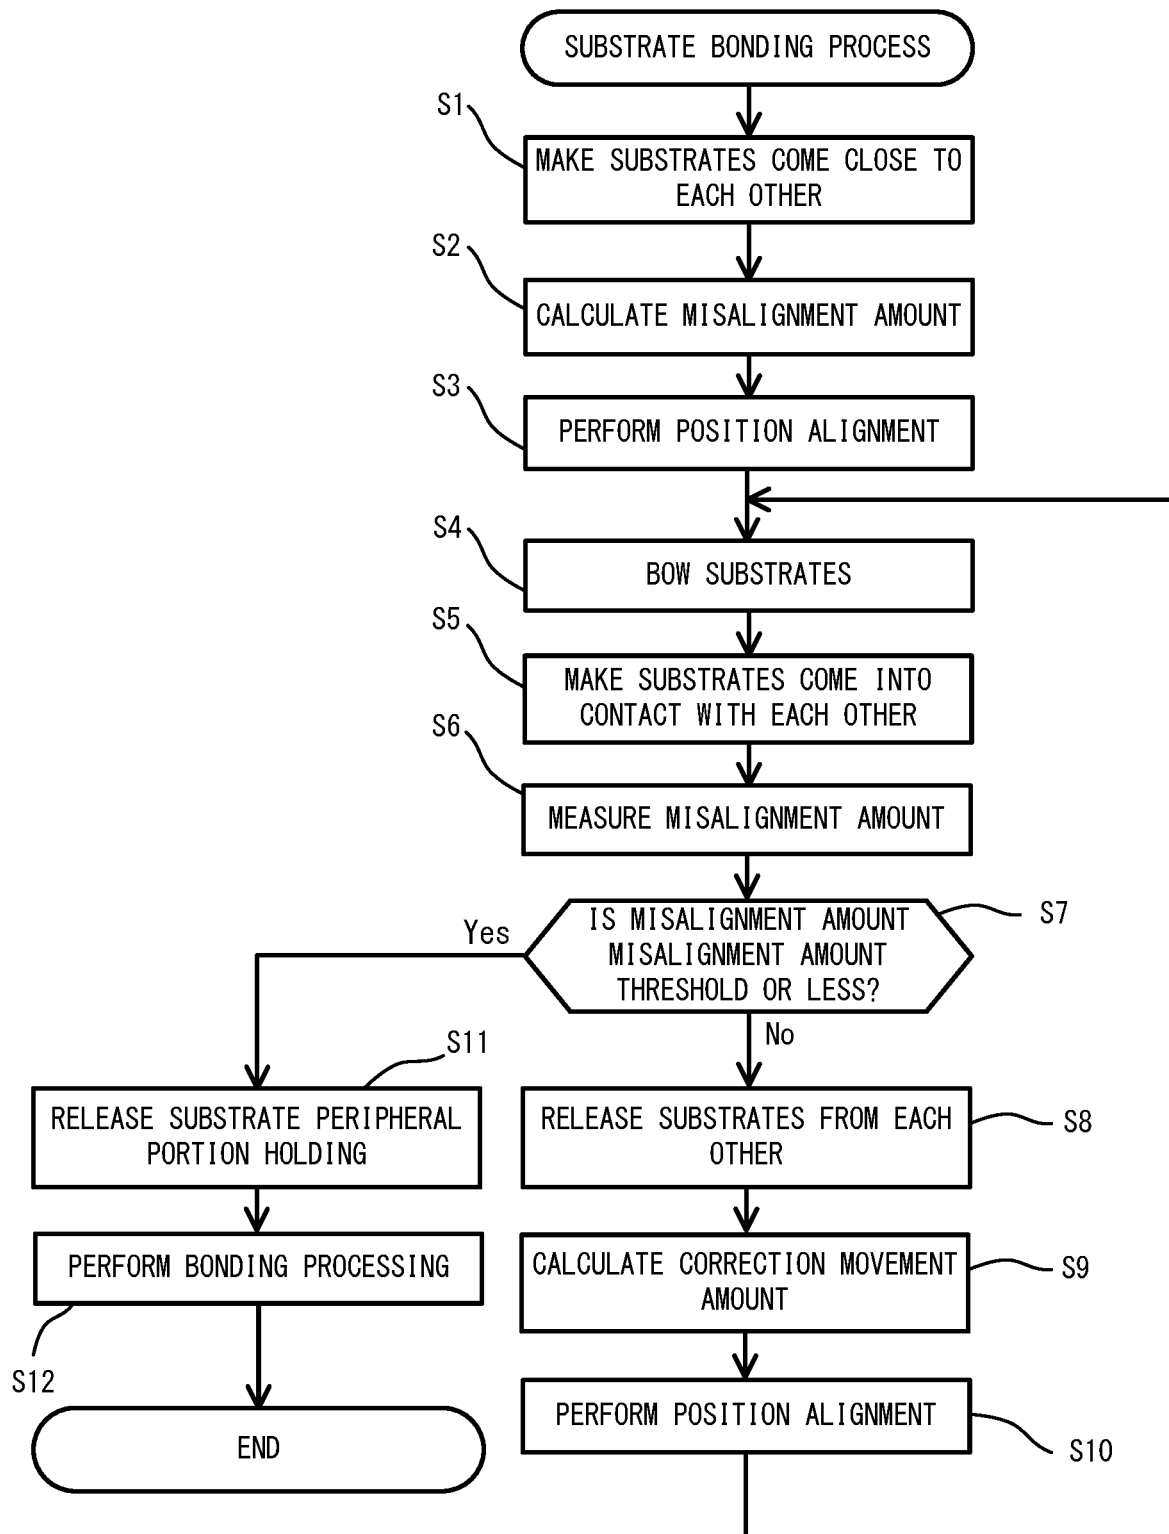 SUBSTRATE BONDING PROCESS
S1
MAKE SUBSTRATES COME CLOSE TO
EACH OTHER
S2
CALCULATE MISALIGNMENT AMOUNT
S3
PERFORM POSITION ALIGNMENT
S4
BOW SUBSTRATES
S5
MAKE SUBSTRATES COME INTO
CONTACT WITH EACH OTHER
S6
MEASURE MISALIGNMENT AMOUNT
S7
IS MISALIGNMENT AMOUNT
MISALIGNMENT AMOUNT
THRESHOLD OR LESS?
Yes
No
S11
RELEASE SUBSTRATE PERIPHERAL
PORTION HOLDING
RELEASE SUBSTRATES FROM EACH
OTHER
S8
PERFORM BONDING PROCESSING
S12
CALCULATE CORRECTION MOVEMENT
AMOUNT
S9
END
PERFORM POSITION ALIGNMENT
S10